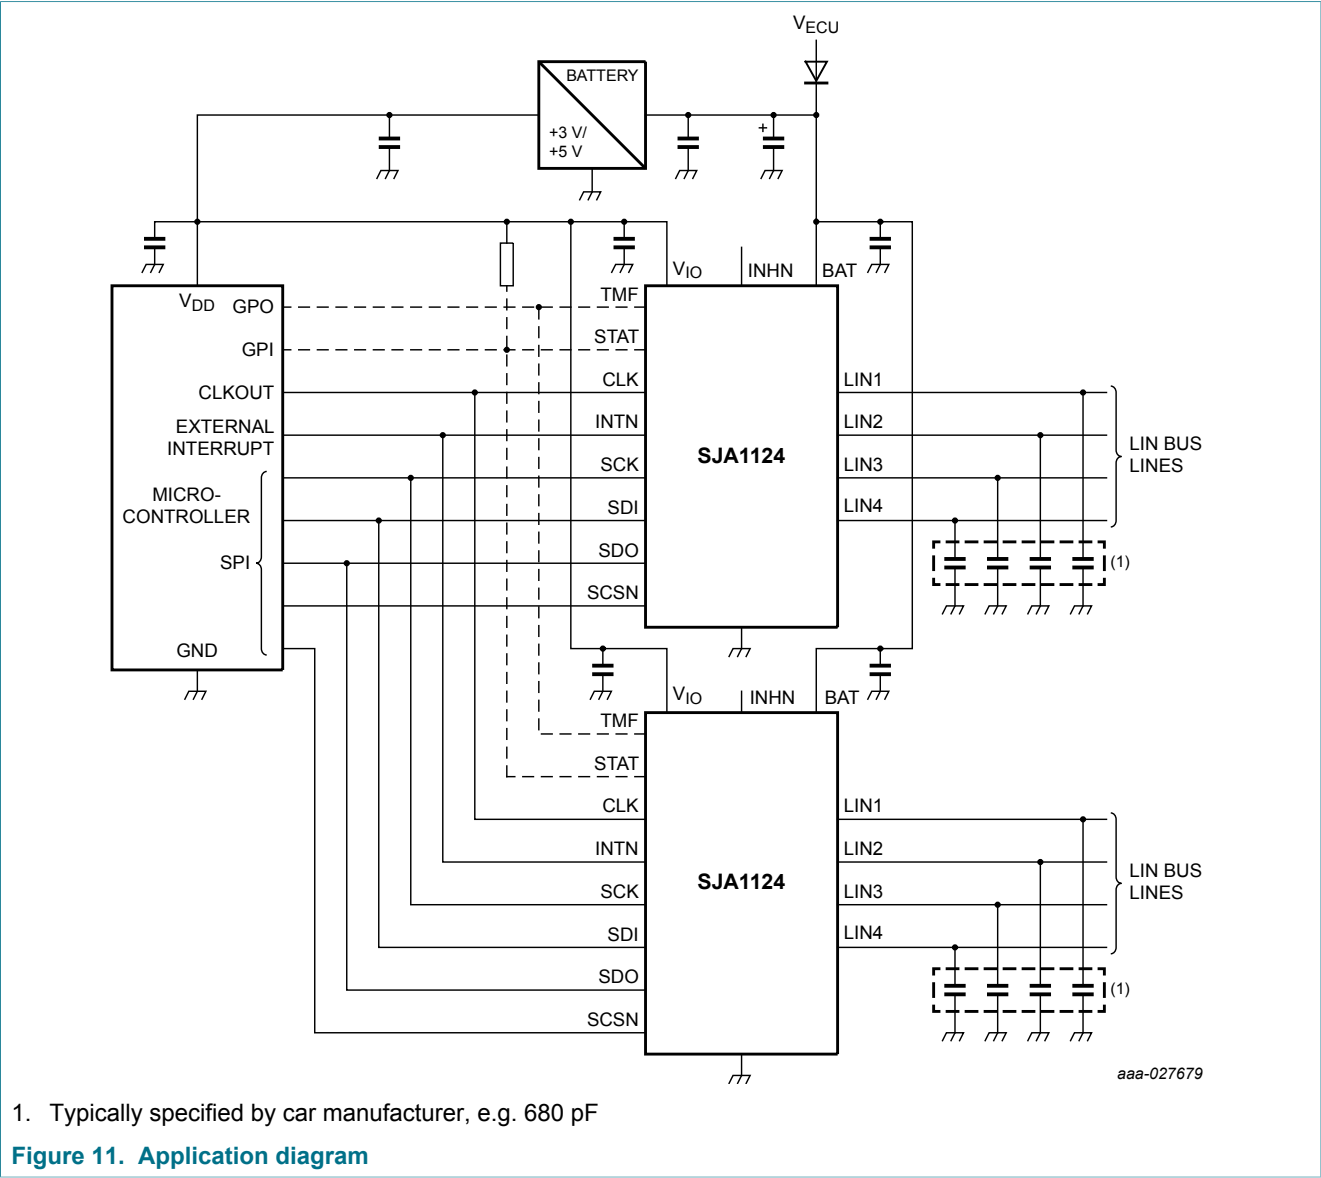 VECU
BATTERY
+3 V/
+5 V
+
VIO
INHN
BAT
VDD
GPO
GPI
CLKOUT
EXTERNAL
INTERRUPT
MICRO-
CONTROLLER
SPI
GND
TMF
STAT
CLK
INTN
SCK
SDI
SDO
SCSN
SJA1124
LIN1
LIN2
LIN3
LIN4
LIN BUS
LINES
(1)
VIO
INHN
BAT
TMF
STAT
CLK
INTN
SCK
SDI
SDO
SCSN
SJA1124
LIN1
LIN2
LIN3
LIN4
LIN BUS
LINES
(1)
aaa-027679
1. Typically specified by car manufacturer, e.g. 680 pF
Figure 11. Application diagram